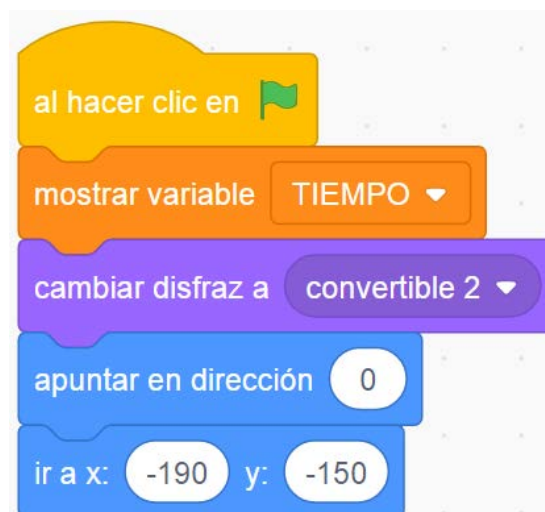 al hacer clic en
mostrar variable TIEMPO
cambiar disfraz a convertible 2
apuntar en dirección 0
ir a x: -190 y: -150